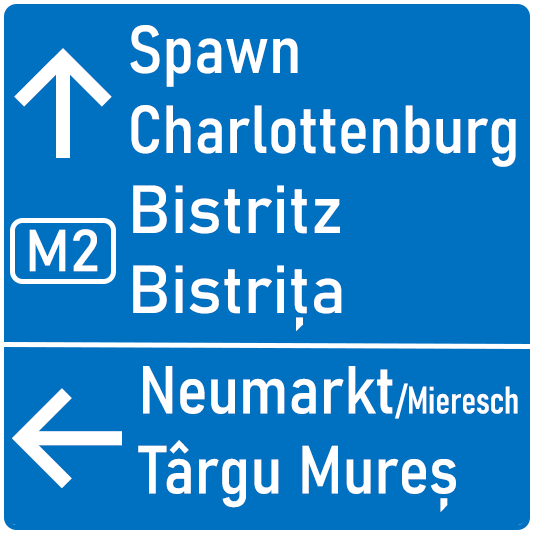 Spawn
Charlottenburg
Bistritz
M2
Bistrița
Neumarkt/Mieresch
Târgu Mureș